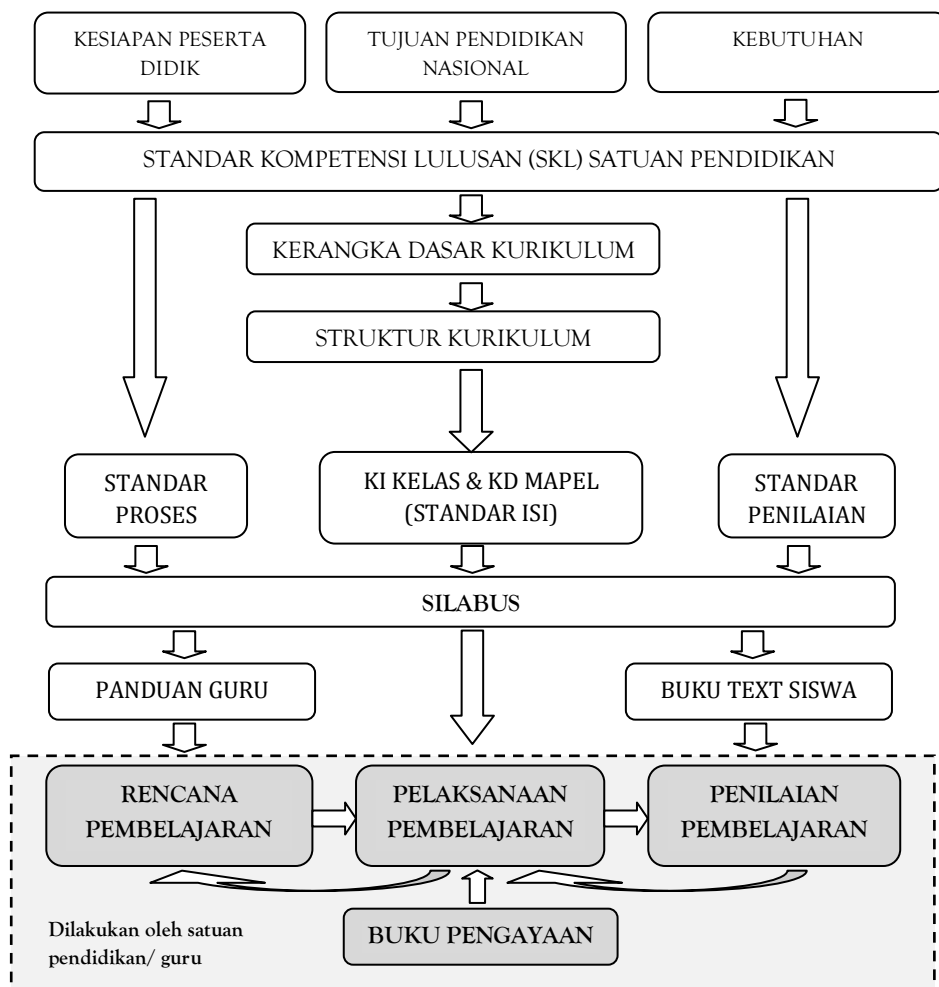 KESIAPAN PESERTA
DIDIK
TUJUAN PENDIDIKAN
NASIONAL
KEBUTUHAN
STANDAR KOMPETENSI LULUSAN (SKL) SATUAN PENDIDIKAN
KERANGKA DASAR KURIKULUM
STRUKTUR KURIKULUM
STANDAR
PROSES
KI KELAS & KD MAPEL
(STANDAR ISI)
STANDAR
PENILAIAN
SILABUS
PANDUAN GURU
BUKU TEXT SISWA
RENCANA
PEMBELAJARAN
PELAKSANAAN
PEMBELAJARAN
PENILAIAN
PEMBELAJARAN
BUKU PENGAYAAN
Dilakukan oleh satuan
pendidikan/ guru